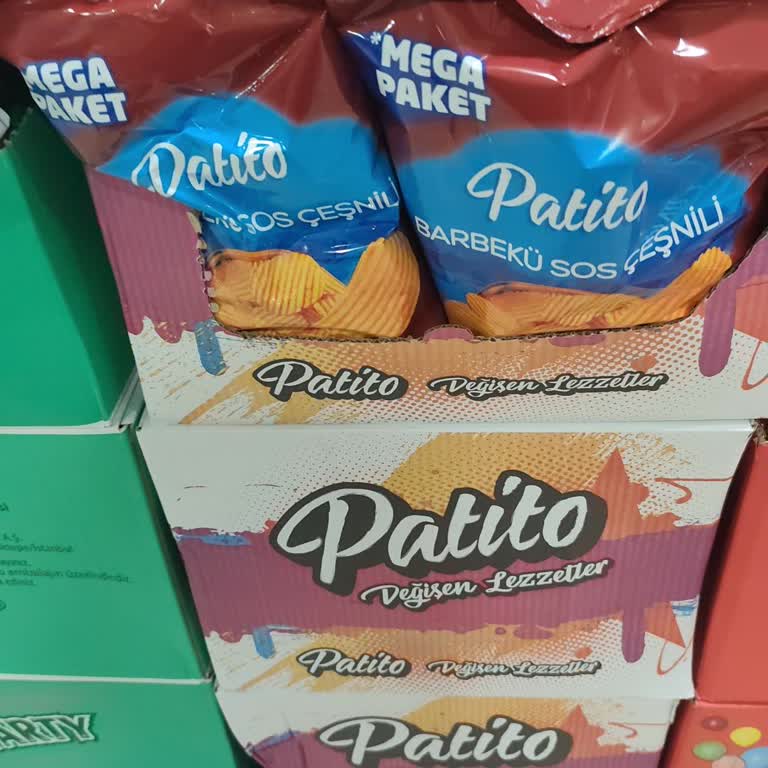 MEGA
PAKET
Patito
SOS ÇEŞNİLİ
*MEGA
PAKET
Patito
BARBEKÜ SOS ÇEŞNİLİ
Patito Değişen Lezzetler
Patito
Değişen Lezzetler
Patito Değişen Lezzetler
Patito
A.Ş.
PARTY